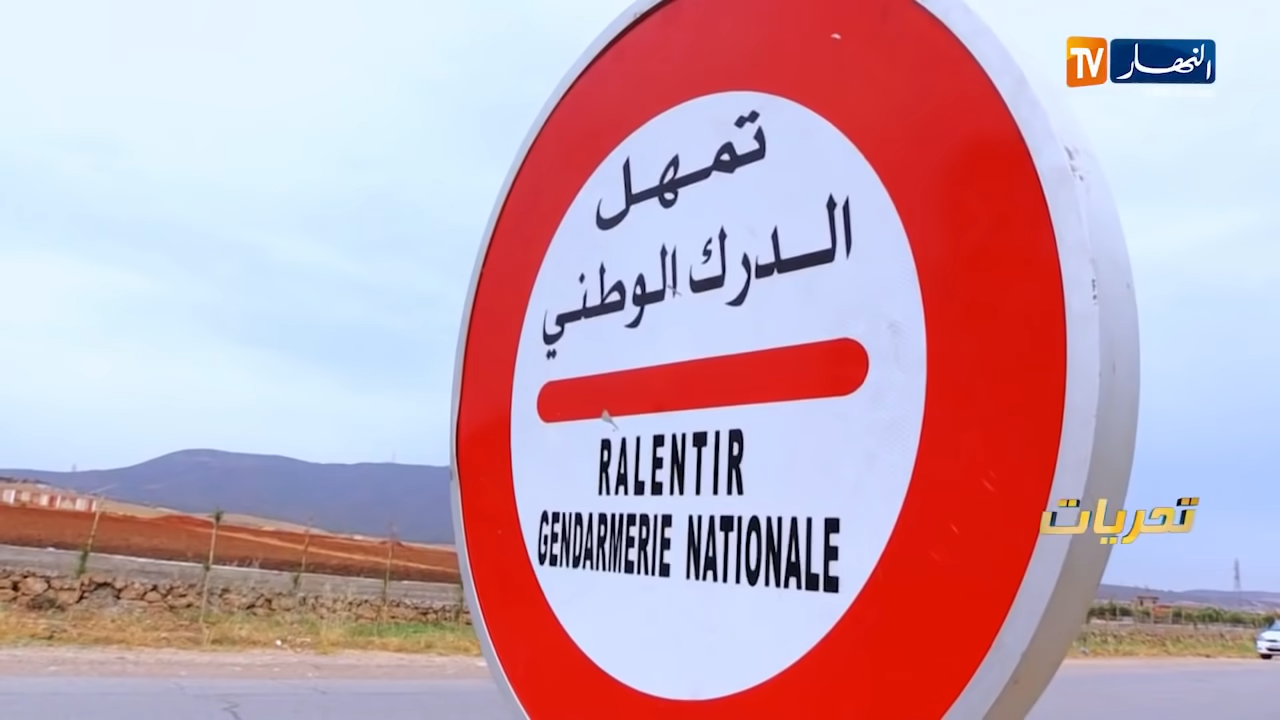 TV النهار
تمهل
الدرك الوطني
RALENTIR
GENDARMERIE NATIONALE
تحريات